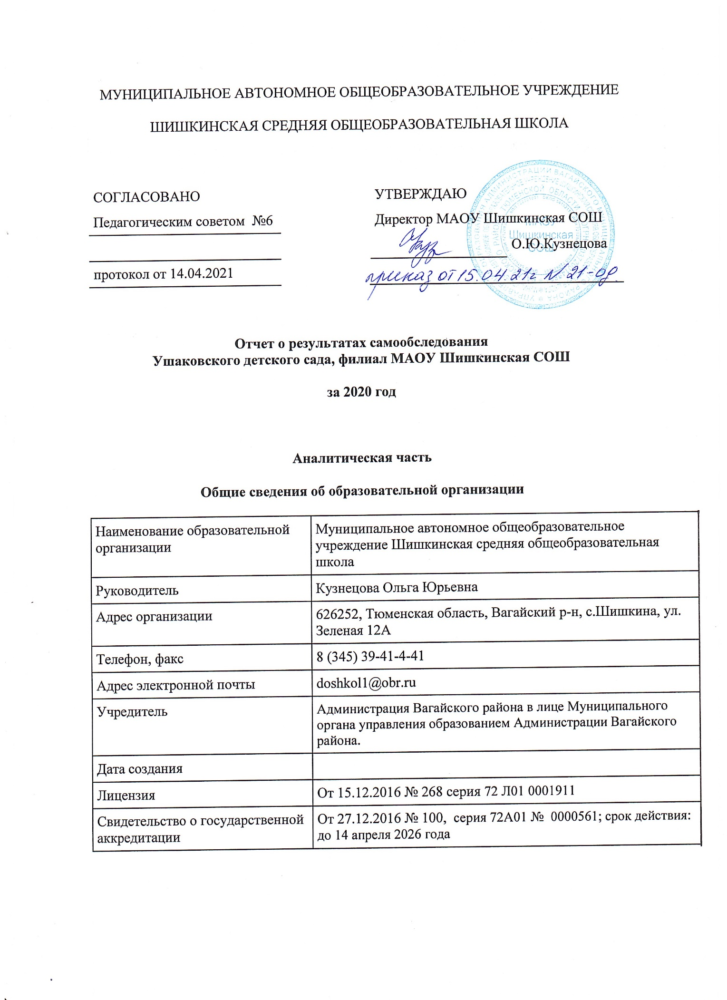 МУНИЦИПАЛЬНОЕ АВТОНОМНОЕ ОБЩЕОБРАЗОВАТЕЛЬНОЕ УЧРЕЖДЕНИЕ
ШИШКИНСКАЯ СРЕДНЯЯ ОБЩЕОБРАЗОВАТЕЛЬНАЯ ШКОЛА
СОГЛАСОВАНО
Педагогическим советом №6
протокол от 14.04.2021
УТВЕРЖДАЮ
Директор МАОУ Шишкинская СОШ
О.Ю.Кузнецова
приказ от 15.04.21г N 21-од.
МАОУ
Шишкинская
СОШ
Отчет о результатах самообследования
Ушаковского детского сада, филиал МАОУ Шишкинская СОШ
за 2020 год
Аналитическая часть
Общие сведения об образовательной организации
Наименование образовательной
организации
Муниципальное автономное общеобразовательное
учреждение Шишкинская средняя общеобразовательная
школа
Руководитель
Кузнецова Ольга Юрьевна
Адрес организации
626252, Тюменская область, Вагайский р-н, с.Шишкина, ул.
Зеленая 12А
Телефон, факс
8 (345) 39-41-4-41
Адрес электронной почты
doshkol1@obr.ru
Учредитель
Администрация Вагайского района в лице Муниципального
органа управления образованием Администрации Вагайского
района.
Дата создания
Лицензия
От 15.12.2016 № 268 серия 72 Л01 0001911
Свидетельство о государственной
аккредитации
От 27.12.2016 № 100, серия 72А01 № 0000561; срок действия:
до 14 апреля 2026 года